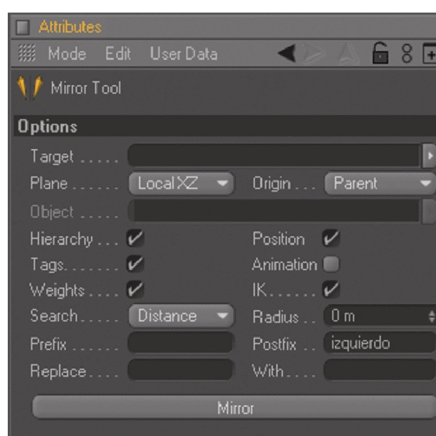 Attributes
Mode Edit User Data
Mirror Tool
Options
Target .....
Plane ...... Local XZ Origin ... Parent
Object .....
Hierarchy ... Position
Tags....... Animation
Weights .... IK......
Search ..... Distance Radius .. 0 m
Prefix ..... Postfix .. izquierdo
Replace.... With....
Mirror